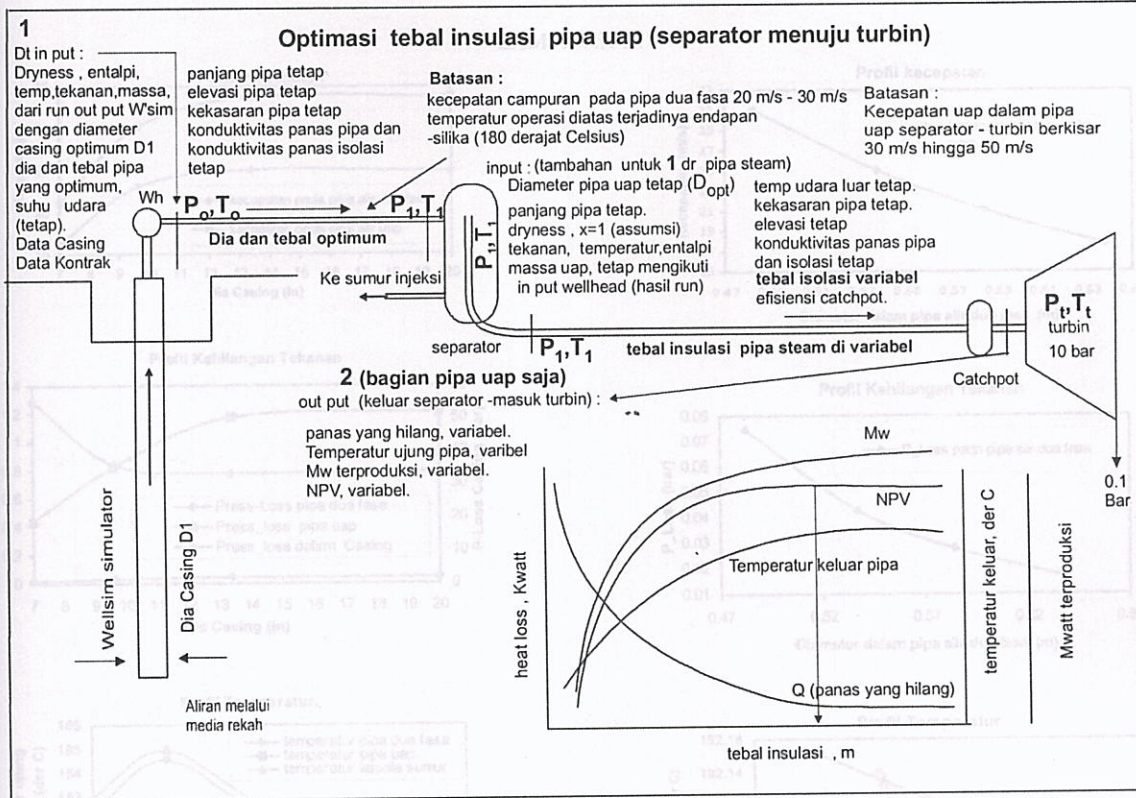 1
Optimasi tebal insulasi pipa uap (separator menuju turbin)
Dt in put :
Dryness , entalpi,
temp,tekanan,massa,
dari run out put W'sim
dengan diameter
casing optimum D1
dia dan tebal pipa
yang optimum,
suhu udara
(tetap).
Data Casing
Data Kontrak
panjang pipa tetap
elevasi pipa tetap
kekasaran pipa tetap
konduktivitas panas pipa dan
konduktivitas panas isolasi
tetap
Batasan :
kecepatan campuran pada pipa dua fasa 20 m/s - 30 m/s
temperatur operasi diatas terjadinya endapan
-silika (180 derajat Celsius)
Batasan :
Kecepatan uap dalam pipa
uap separator - turbin berkisar
30 m/s hingga 50 m/s
input : (tambahan untuk 1 dr pipa steam)
Diameter pipa uap tetap (Dopt)
panjang pipa tetap.
dryness , x=1 (assumsi)
tekanan, temperatur,entalpi
massa uap, tetap mengikuti
in put wellhead (hasil run)
temp udara luar tetap.
kekasaran pipa tetap.
elevasi tetap
konduktivitas panas pipa
dan isolasi tetap
tebal isolasi variabel
efisiensi catchpot.
Wh
Po,To
P1,T1
Dia dan tebal optimum
P1,T1
Ke sumur injeksi
separator
P1,T1
tebal insulasi pipa steam di variabel
Catchpot
Pt,Tt
turbin
10 bar
0.1
Bar
2 (bagian pipa uap saja)
out put (keluar separator -masuk turbin) :
panas yang hilang, variabel.
Temperatur ujung pipa, varibel
Mw terproduksi, variabel.
NPV, variabel.
Wellsim simulator
Dia Casing D1
Aliran melalui
media rekah
heat loss , Kwatt
Mw
NPV
Temperatur keluar pipa
Q (panas yang hilang)
tebal insulasi , m
temperatur keluar, der C
Mwatt terproduksi